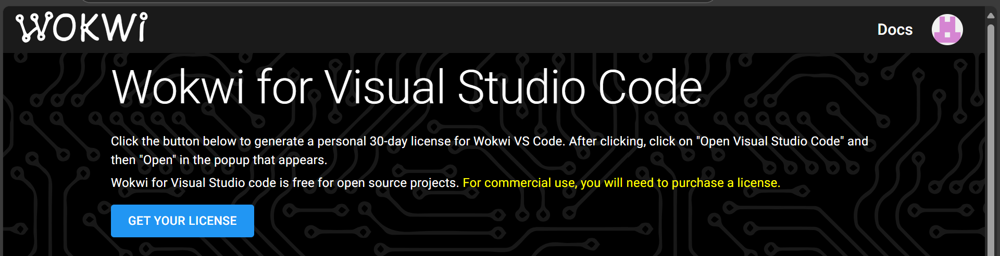 WOKWi
Docs
Wokwi for Visual Studio Code
Click the button below to generate a personal 30-day license for Wokwi VS Code. After clicking, click on "Open Visual Studio Code" and
then "Open" in the popup that appears.
Wokwi for Visual Studio code is free for open source projects. For commercial use, you will need to purchase a license.
GET YOUR LICENSE